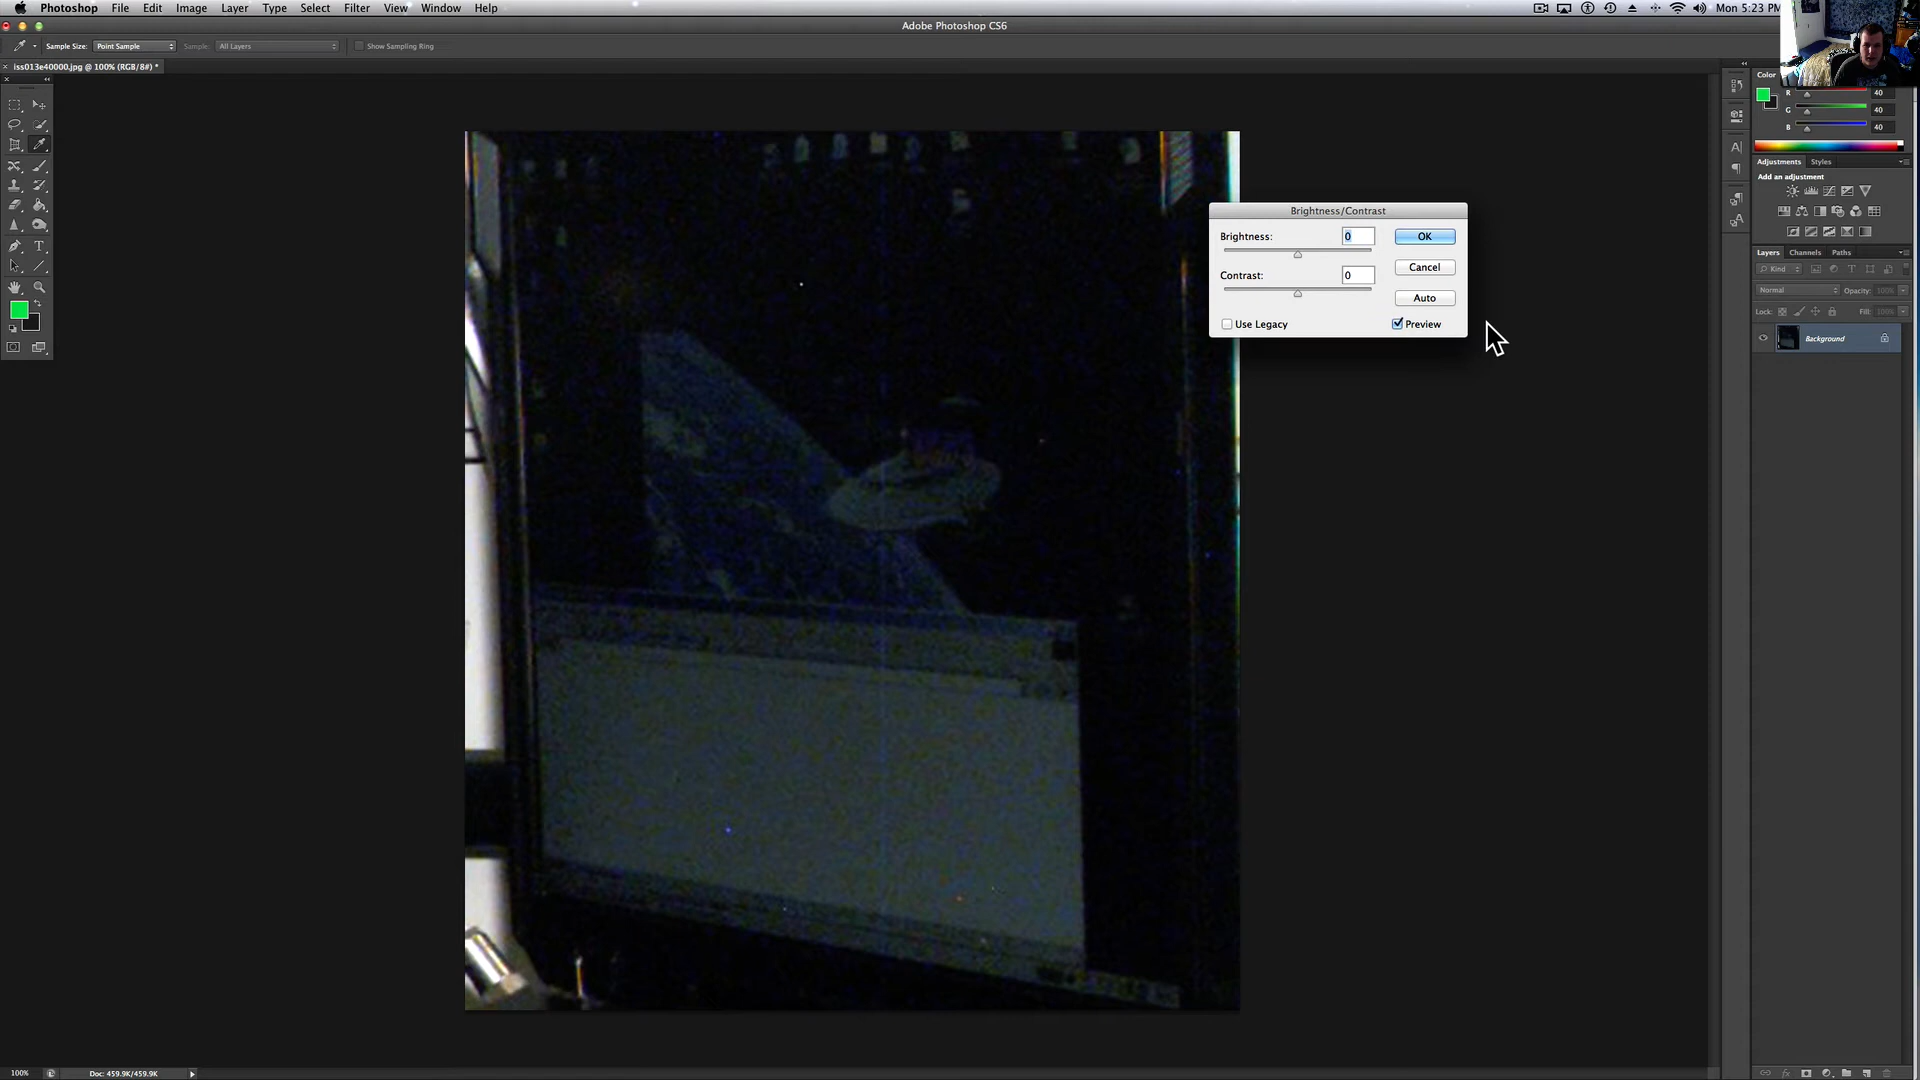 Photoshop File Edit Image Layer Type Select Filter View Window Help Mon 5:23 PM
Adobe Photoshop CS6
Sample Size: Point Sample Sample: All Layers Show Sampling Ring
iss013e40000.jpg @ 100% (RGB/8#) *
Color
R 40
G 40
B 40
Adjustments Styles
Add an adjustment
Brightness/Contrast
Brightness: 0 OK
Cancel
Contrast: 0
Auto
Use Legacy Preview
Layers Channels Paths
Kind
Normal Opacity: 100%
Lock: Fill: 100%
Background
100% Doc: 459.9K/459.9K